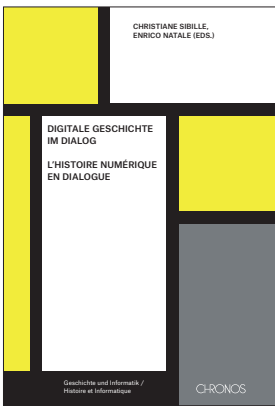 CHRISTIANE SIBILLE,
ENRICO NATALE (EDS.)
DIGITALE GESCHICHTE
IM DIALOG
L'HISTOIRE NUMÉRIQUE
EN DIALOGUE
Geschichte und Informatik /
Histoire et Informatique
CHRONOS